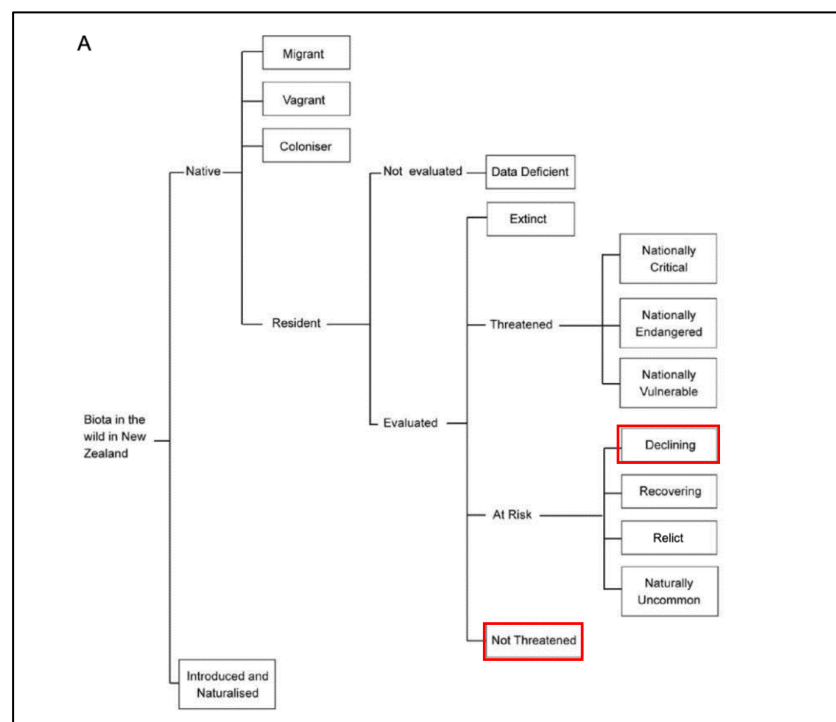 A
Migrant
Vagrant
Coloniser
Native
Not evaluated
Data Deficient
Extinct
Nationally
Critical
Resident
Threatened
Nationally
Endangered
Nationally
Vulnerable
Biota in the
wild in New
Zealand
Evaluated
Declining
Recovering
At Risk
Relict
Naturally
Uncommon
Not Threatened
Introduced and
Naturalised